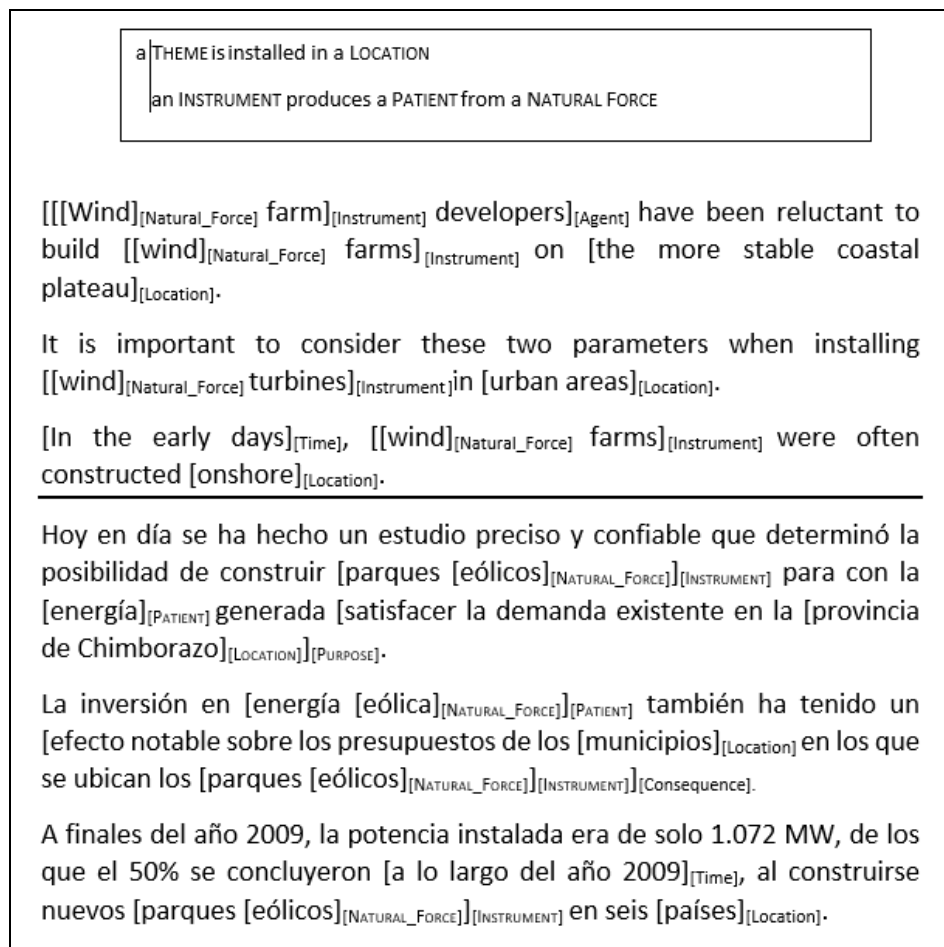 a THEME is installed in a LOCATION
an INSTRUMENT produces a PATIENT from a NATURAL FORCE
[[[Wind][Natural_Force] farm][Instrument] developers][Agent] have been reluctant to
build [[wind][Natural_Force] farms] [Instrument] on [the more stable coastal
plateau][Location].
It is important to consider these two parameters when installing
[[wind][Natural_Force] turbines][Instrument]in [urban areas][Location].
[In the early days][Time], [[wind][Natural_Force] farms][Instrument] were often
constructed [onshore][Location].
Hoy en día se ha hecho un estudio preciso y confiable que determinó la
posibilidad de construir [parques [eólicos][NATURAL_FORCE]][INSTRUMENT] para con la
[energía][PATIENT] generada [satisfacer la demanda existente en la [provincia
de Chimborazo][LOCATION]][PURPOSE].
La inversión en [energía [eólica][NATURAL_FORCE]][PATIENT] también ha tenido un
[efecto notable sobre los presupuestos de los [municipios][Location] en los que
se ubican los [parques [eólicos][NATURAL_FORCE]][INSTRUMENT]][Consequence].
A finales del año 2009, la potencia instalada era de solo 1.072 MW, de los
que el 50% se concluyeron [a lo largo del año 2009][Time], al construirse
nuevos [parques [eólicos][NATURAL_FORCE]][INSTRUMENT] en seis [países][Location].